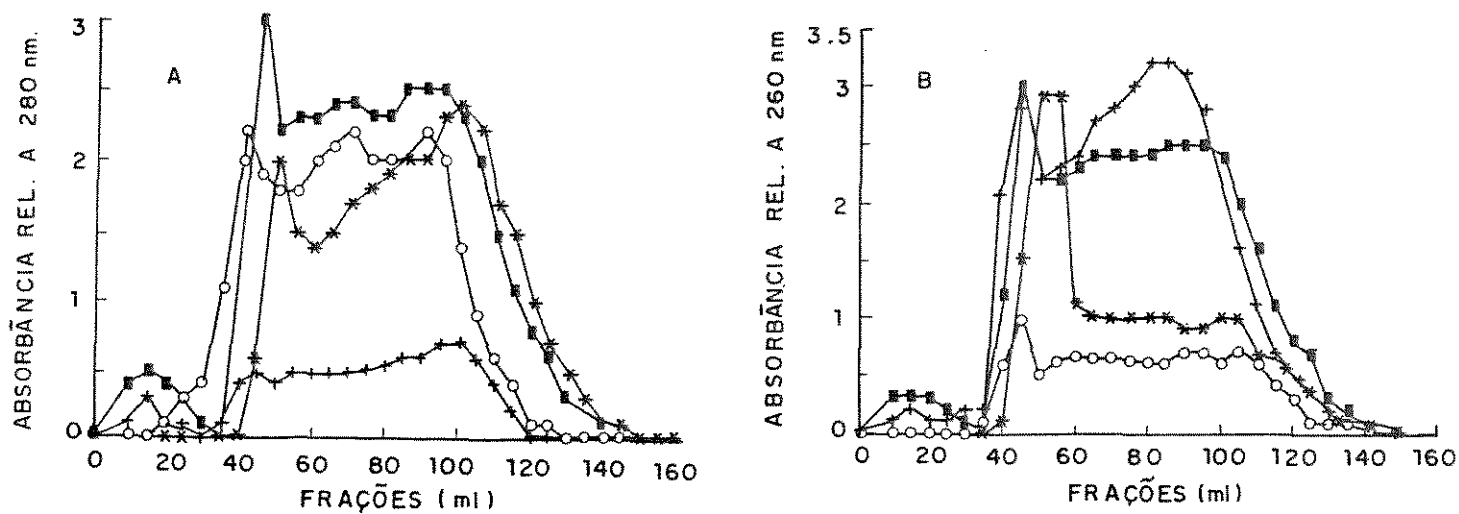 A
ABSORBÃNCIA REL. A 280 nm.
3
2
1
0
0 20 40 60 80 100 120 140 160
FRAÇÕES (ml)
B
ABSORBÃNCIA REL. A 260 nm
3.5
3
2
1
0
0 20 40 60 80 100 120 140 160
FRAÇÕES (ml)